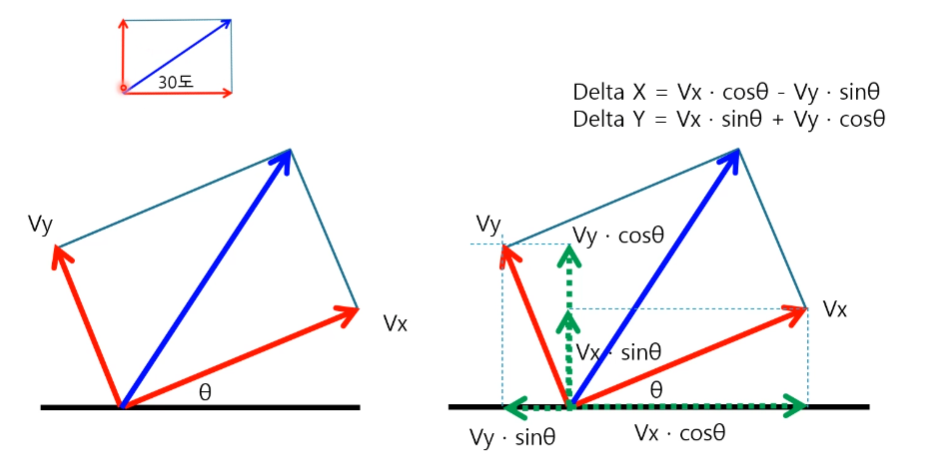 30도
Delta X = Vx · cosθ - Vy · sinθ
Delta Y = Vx · sinθ + Vy · cosθ
Vy
Vx
θ
Vy
Vy · cosθ
Vx
Vx · sinθ
θ
Vy · sinθ
Vx · cosθ